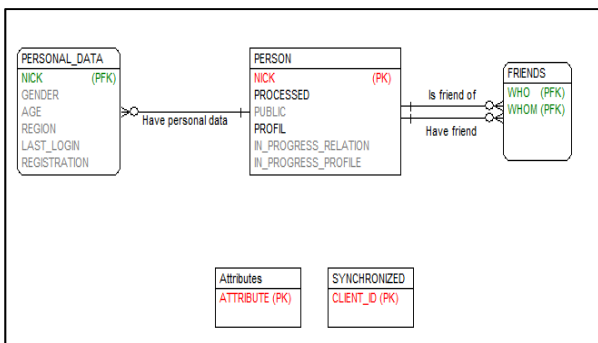 PERSONAL_DATA
NICK (PFK)
GENDER
AGE
REGION
LAST_LOGIN
REGISTRATION
Have personal data
PERSON
NICK (PK)
PROCESSED
PUBLIC
PROFIL
IN_PROGRESS_RELATION
IN_PROGRESS_PROFILE
Is friend of
Have friend
FRIENDS
WHO (PFK)
WHOM (PFK)
Attributes
ATTRIBUTE (PK)
SYNCHRONIZED
CLIENT_ID (PK)